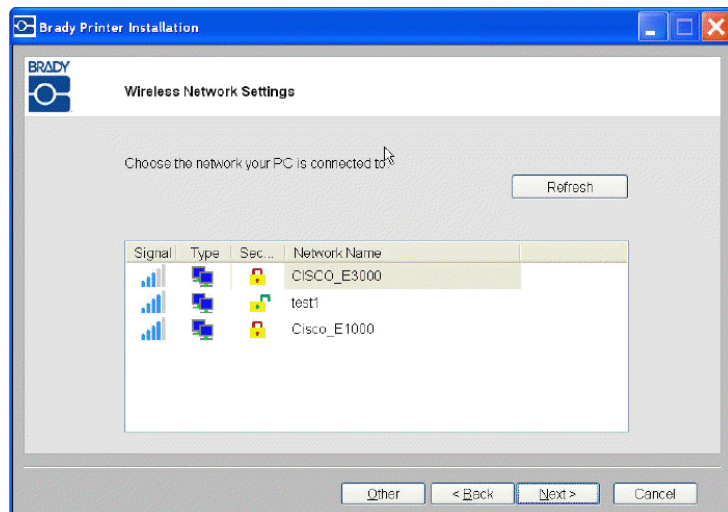 Brady Printer Installation
BRADY
Wireless Network Settings
Choose the network your PC is connected to
Refresh
Signal Type Sec... Network Name
CISCO_E3000
test1
Cisco_E1000
Other < Back Next > Cancel